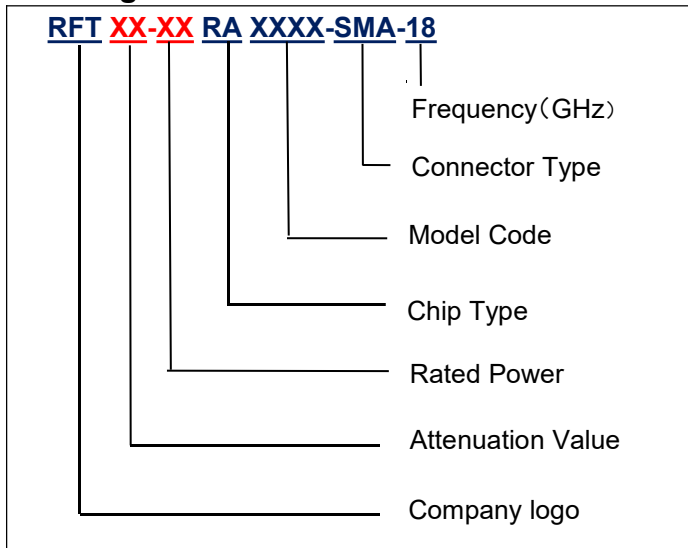 RFT XX-XX RA XXXX-SMA-18
Frequency（GHz）
Connector Type
Model Code
Chip Type
Rated Power
Attenuation Value
Company logo